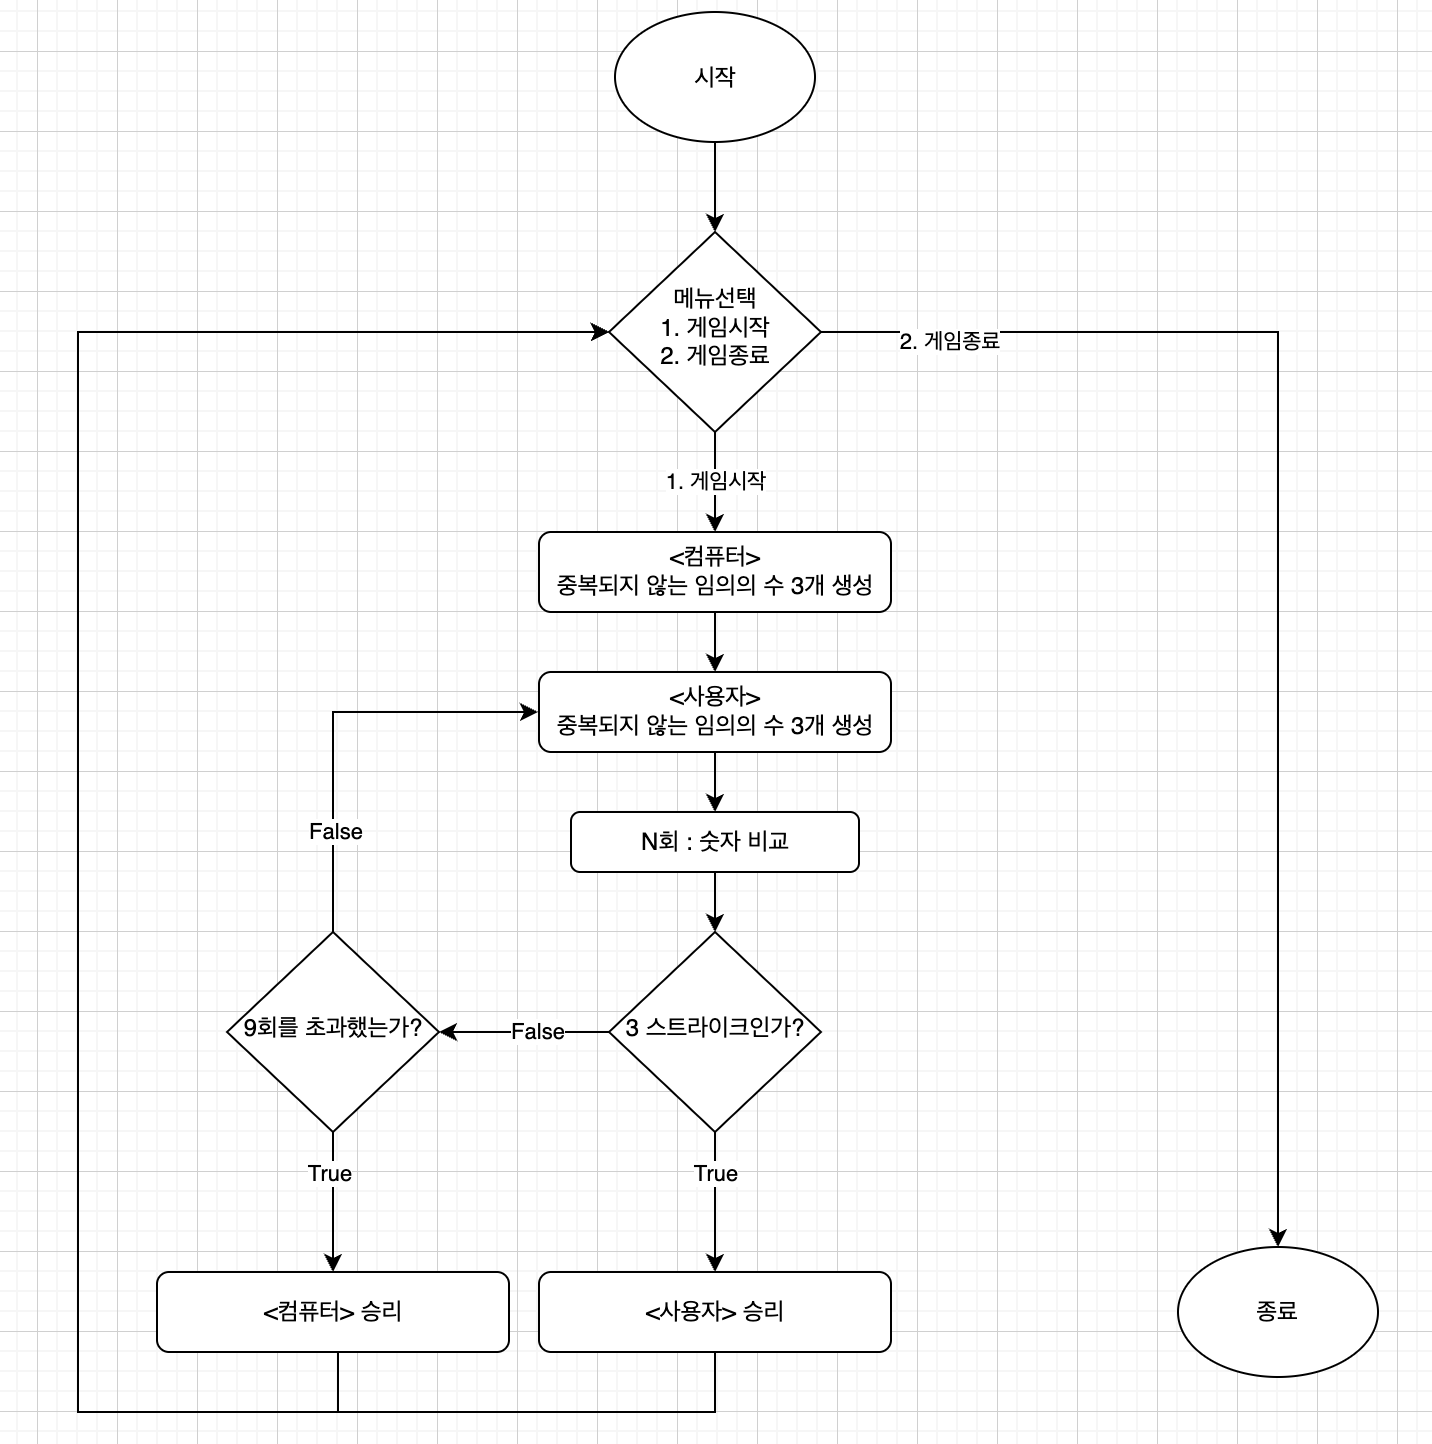 시작
메뉴선택
1. 게임시작
2. 게임종료
2. 게임종료
1. 게임시작
<컴퓨터>
중복되지 않는 임의의 수 3개 생성
<사용자>
중복되지 않는 임의의 수 3개 생성
N회 : 숫자 비교
False
9회를 초과했는가?
False
3 스트라이크인가?
True
True
<컴퓨터> 승리
<사용자> 승리
종료